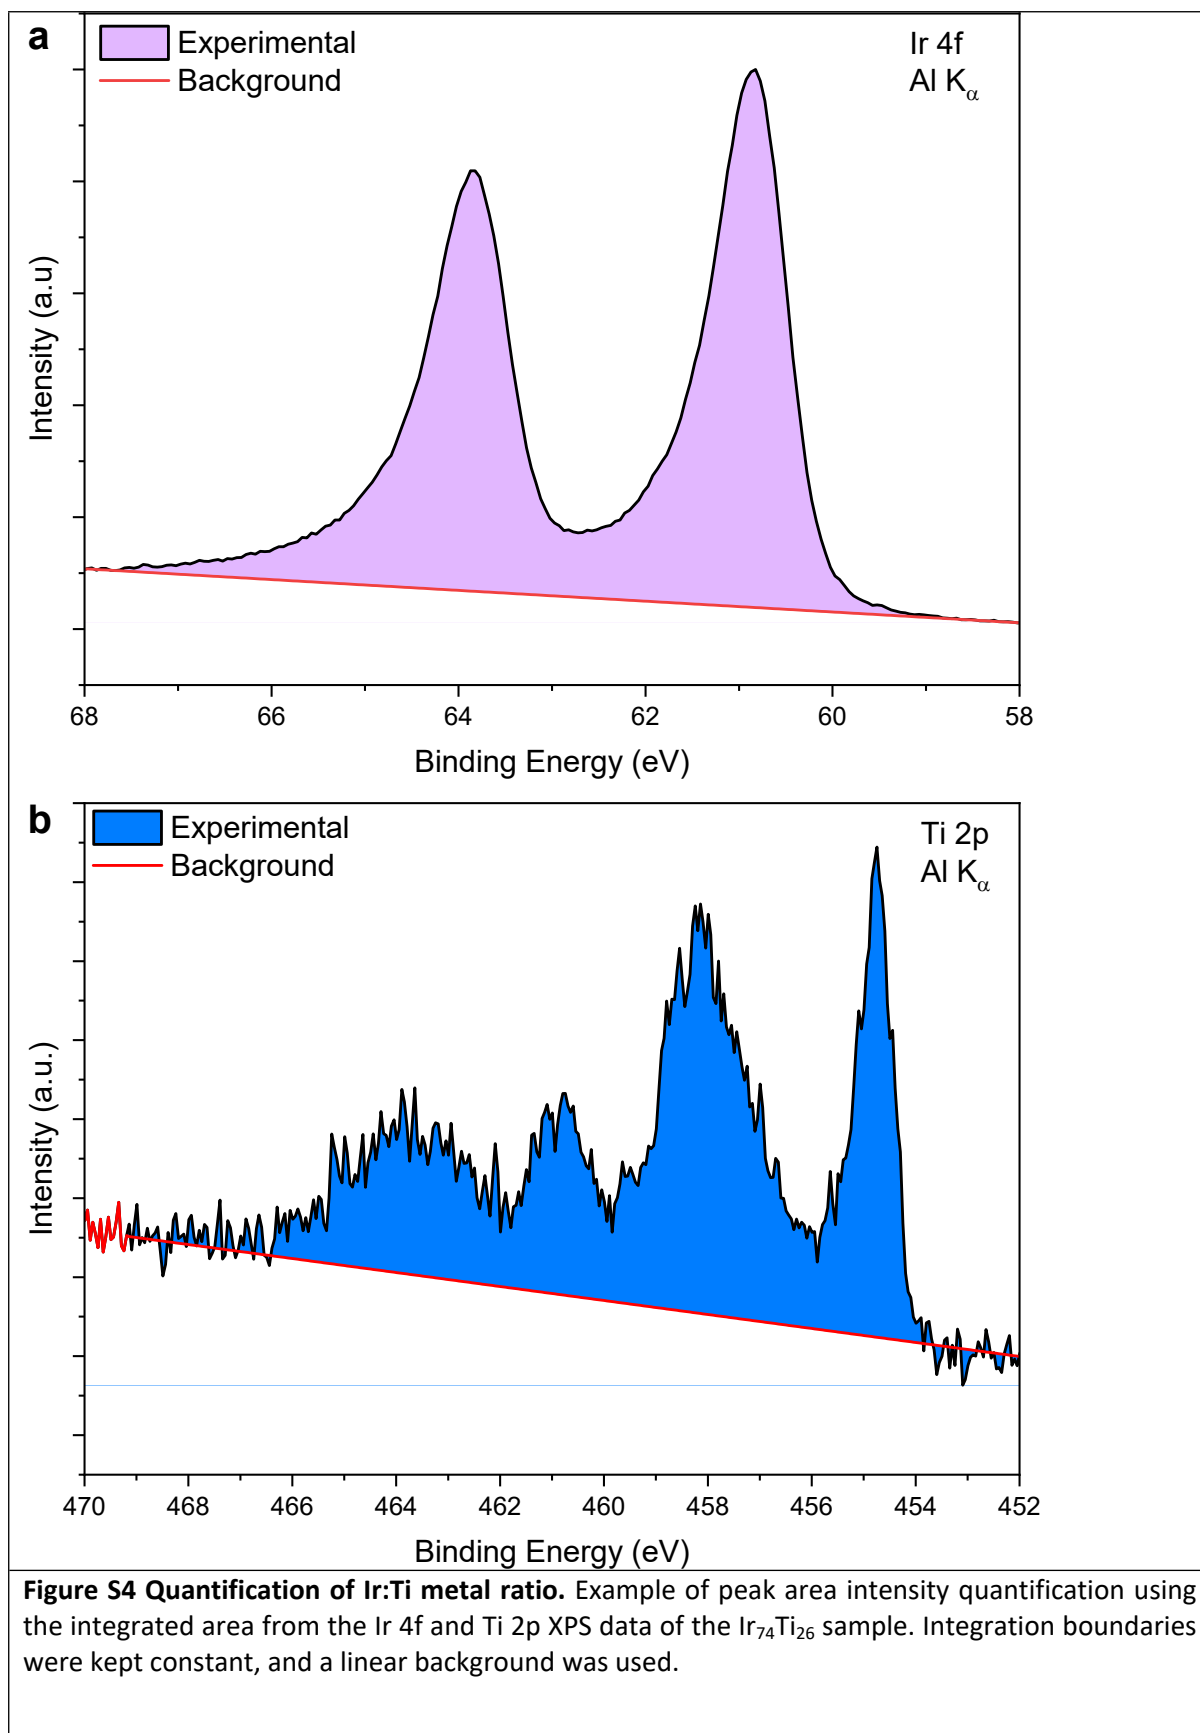 a
Experimental
Background
Ir 4f
Al Kα
Intensity (a.u)
68 66 64 62 60 58
Binding Energy (eV)
b
Experimental
Background
Ti 2p
Al Kα
Intensity (a.u.)
470 468 466 464 462 460 458 456 454 452
Binding Energy (eV)
Figure S4 Quantification of Ir:Ti metal ratio. Example of peak area intensity quantification using
the integrated area from the Ir 4f and Ti 2p XPS data of the Ir₇₄Ti₂₆ sample. Integration boundaries
were kept constant, and a linear background was used.